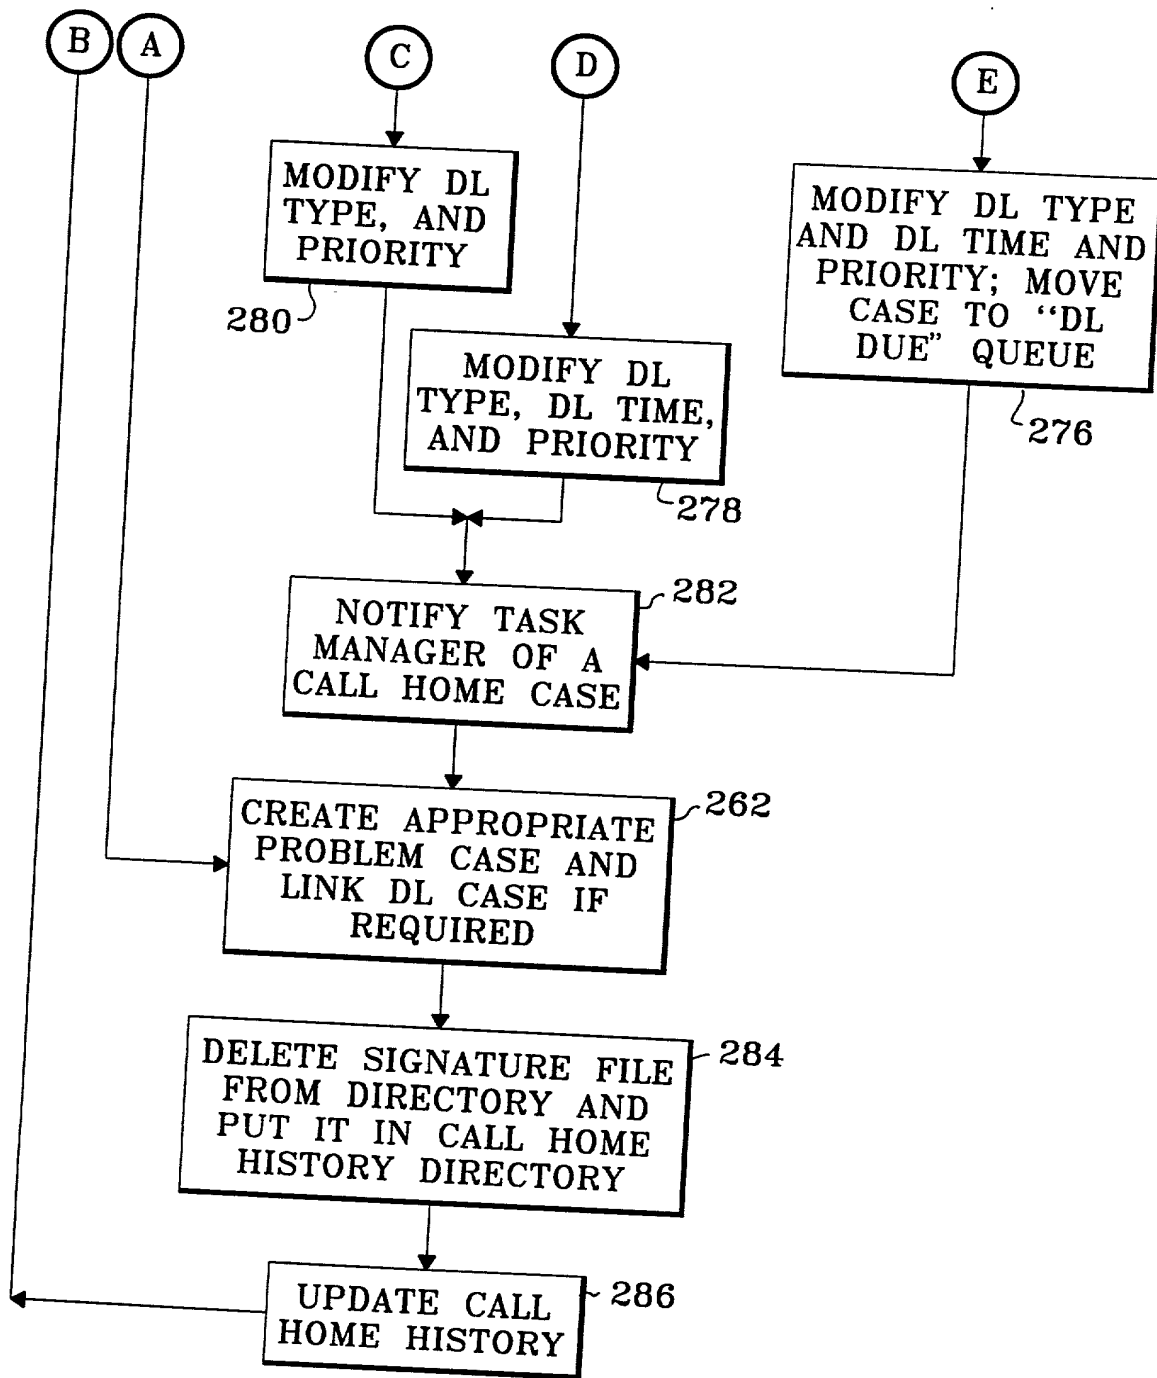 B
A
C
D
E
MODIFY DL
TYPE, AND
PRIORITY
280
MODIFY DL
TYPE, DL TIME,
AND PRIORITY
278
MODIFY DL TYPE
AND DL TIME AND
PRIORITY; MOVE
CASE TO “DL
DUE” QUEUE
276
NOTIFY TASK
MANAGER OF A
CALL HOME CASE
282
CREATE APPROPRIATE
PROBLEM CASE AND
LINK DL CASE IF
REQUIRED
262
DELETE SIGNATURE FILE
FROM DIRECTORY AND
PUT IT IN CALL HOME
HISTORY DIRECTORY
284
UPDATE CALL
HOME HISTORY
286